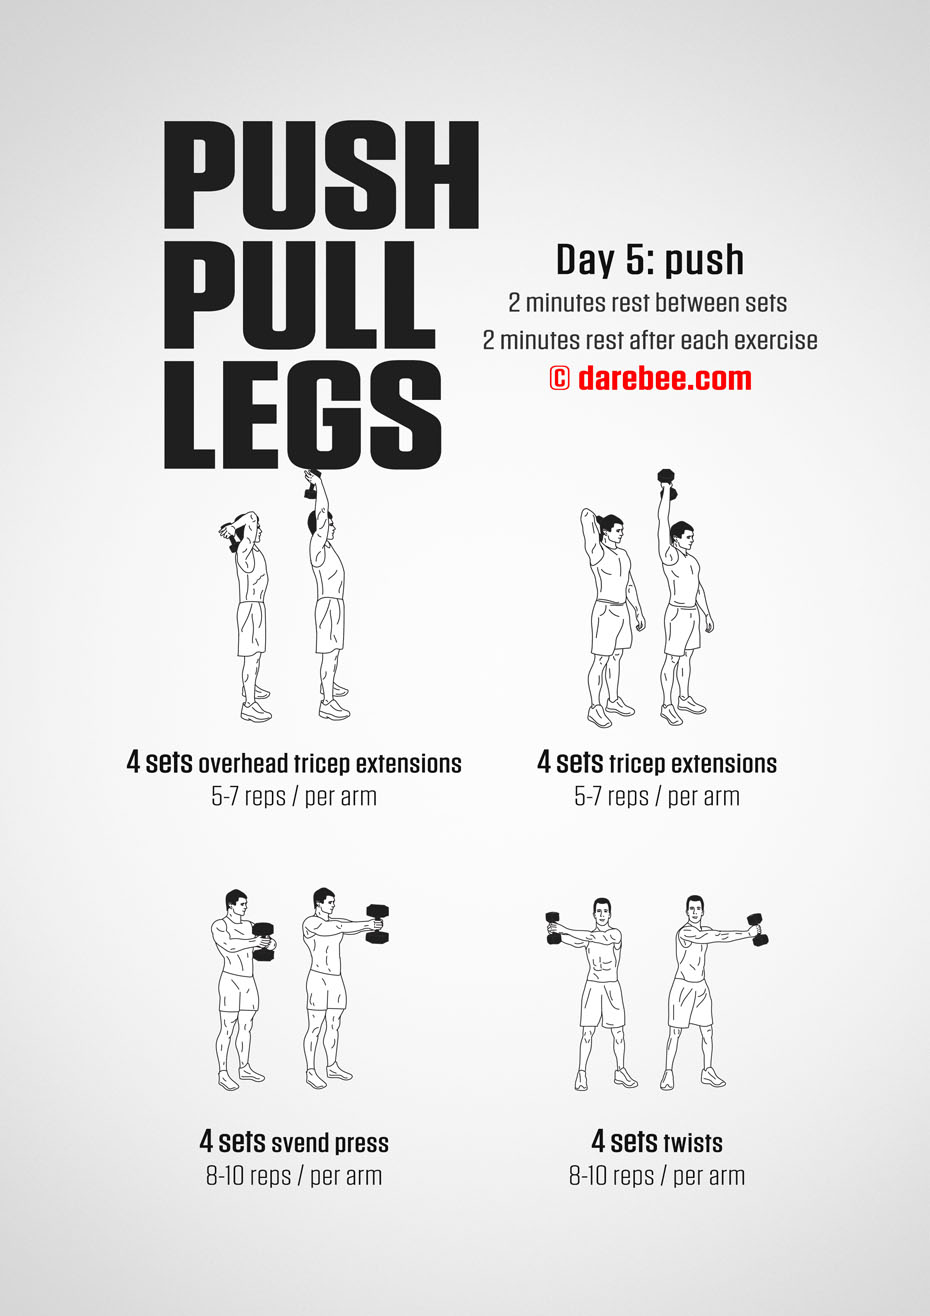 PUSH
PULL
LEGS
Day 5: push
2 minutes rest between sets
2 minutes rest after each exercise
© darebee.com
4 sets overhead tricep extensions
5-7 reps / per arm
4 sets tricep extensions
5-7 reps / per arm
4 sets svend press
8-10 reps / per arm
4 sets twists
8-10 reps / per arm